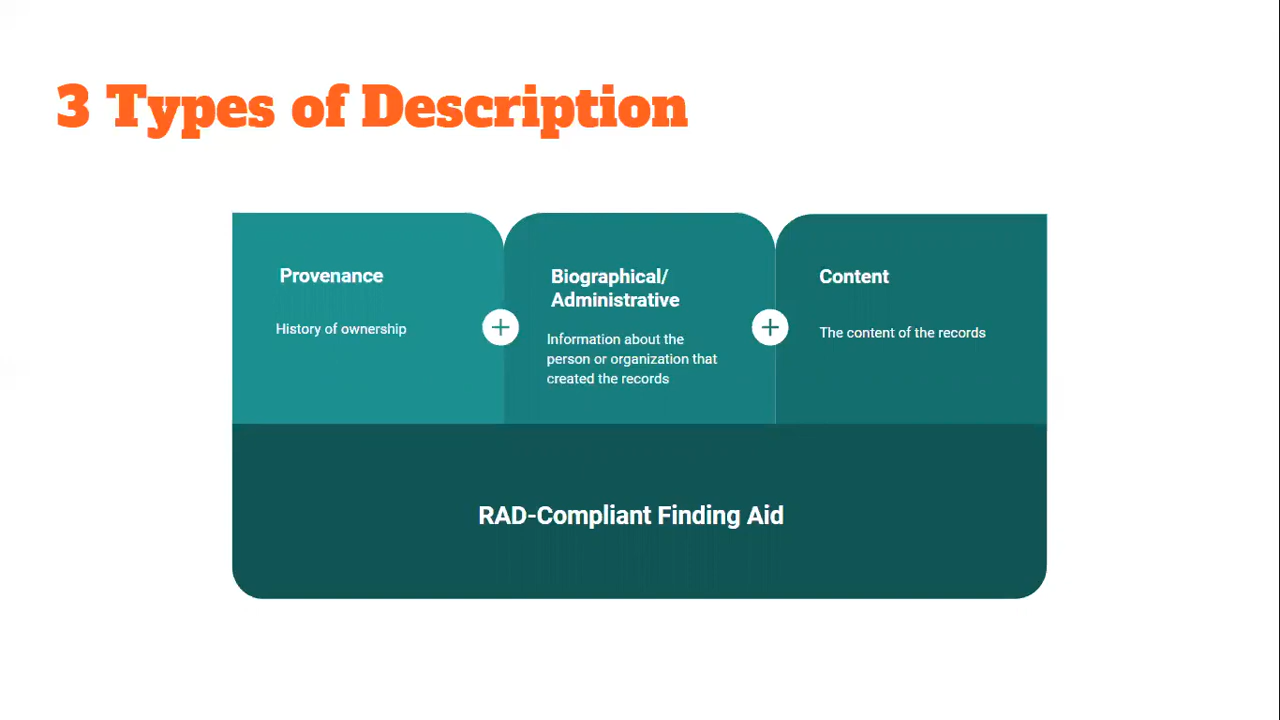 3 Types of Description
Provenance
History of ownership
Biographical/
Administrative
Information about the
person or organization that
created the records
Content
The content of the records
RAD-Compliant Finding Aid